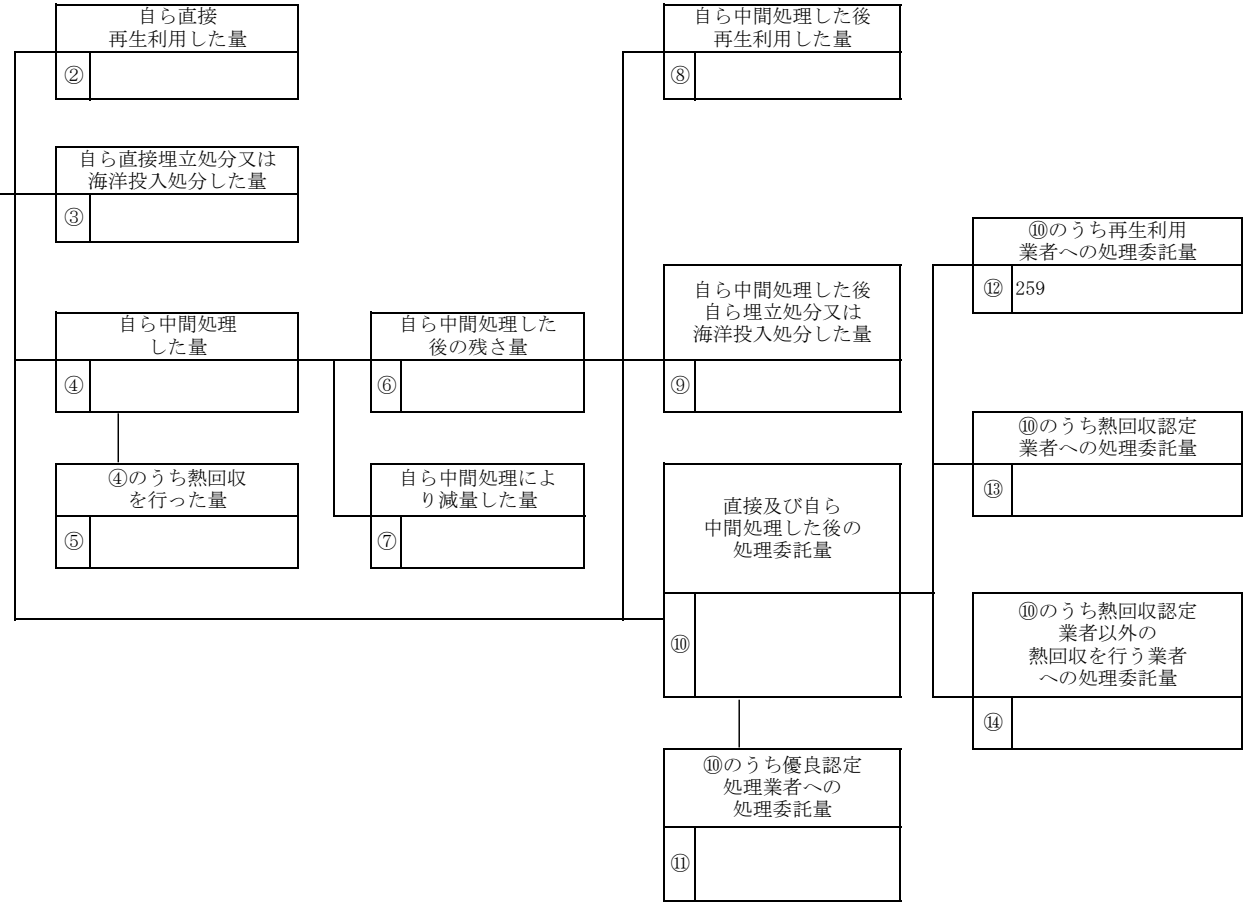 自ら直接
再生利用した量
②
自ら直接埋立処分又は
海洋投入処分した量
③
自ら中間処理
した量
④
④のうち熱回収
を行った量
⑤
自ら中間処理した
後の残さ量
⑥
自ら中間処理によ
り減量した量
⑦
自ら中間処理した後
再生利用した量
⑧
自ら中間処理した後
自ら埋立処分又は
海洋投入処分した量
⑨
直接及び自ら
中間処理した後の
処理委託量
⑩
⑩のうち優良認定
処理業者への
処理委託量
⑪
⑩のうち再生利用
業者への処理委託量
⑫ 259
⑩のうち熱回収認定
業者への処理委託量
⑬
⑩のうち熱回収認定
業者以外の
熱回収を行う業者
への処理委託量
⑭